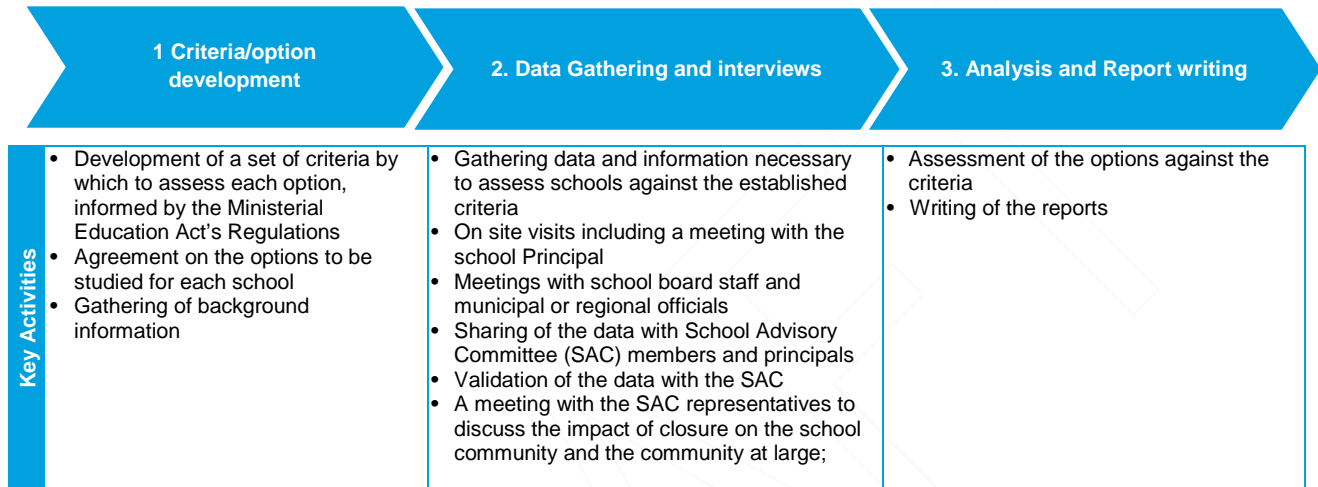 1 Criteria/option
development
2. Data Gathering and interviews
3. Analysis and Report writing
Key Activities
• Development of a set of criteria by
which to assess each option,
informed by the Ministerial
Education Act's Regulations
• Agreement on the options to be
studied for each school
• Gathering of background
information
• Gathering data and information necessary
to assess schools against the established
criteria
• On site visits including a meeting with the
school Principal
• Meetings with school board staff and
municipal or regional officials
• Sharing of the data with School Advisory
Committee (SAC) members and principals
• Validation of the data with the SAC
• A meeting with the SAC representatives to
discuss the impact of closure on the school
community and the community at large;
• Assessment of the options against the
criteria
• Writing of the reports